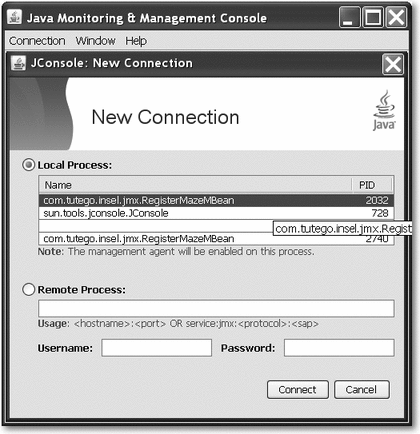 Java Monitoring & Management Console
Connection Window Help
JConsole: New Connection
New Connection
Java
Local Process:
Name PID
com.tutego.insel.jmx.RegisterMazeMBean 2032
sun.tools.jconsole.JConsole 728
com.tutego.insel.jmx.Regist
com.tutego.insel.jmx.RegisterMazeMBean 2740
Note: The management agent will be enabled on this process.
Remote Process:
Usage: <hostname>:<port> OR service:jmx:<protocol>:<sap>
Username: Password:
Connect Cancel